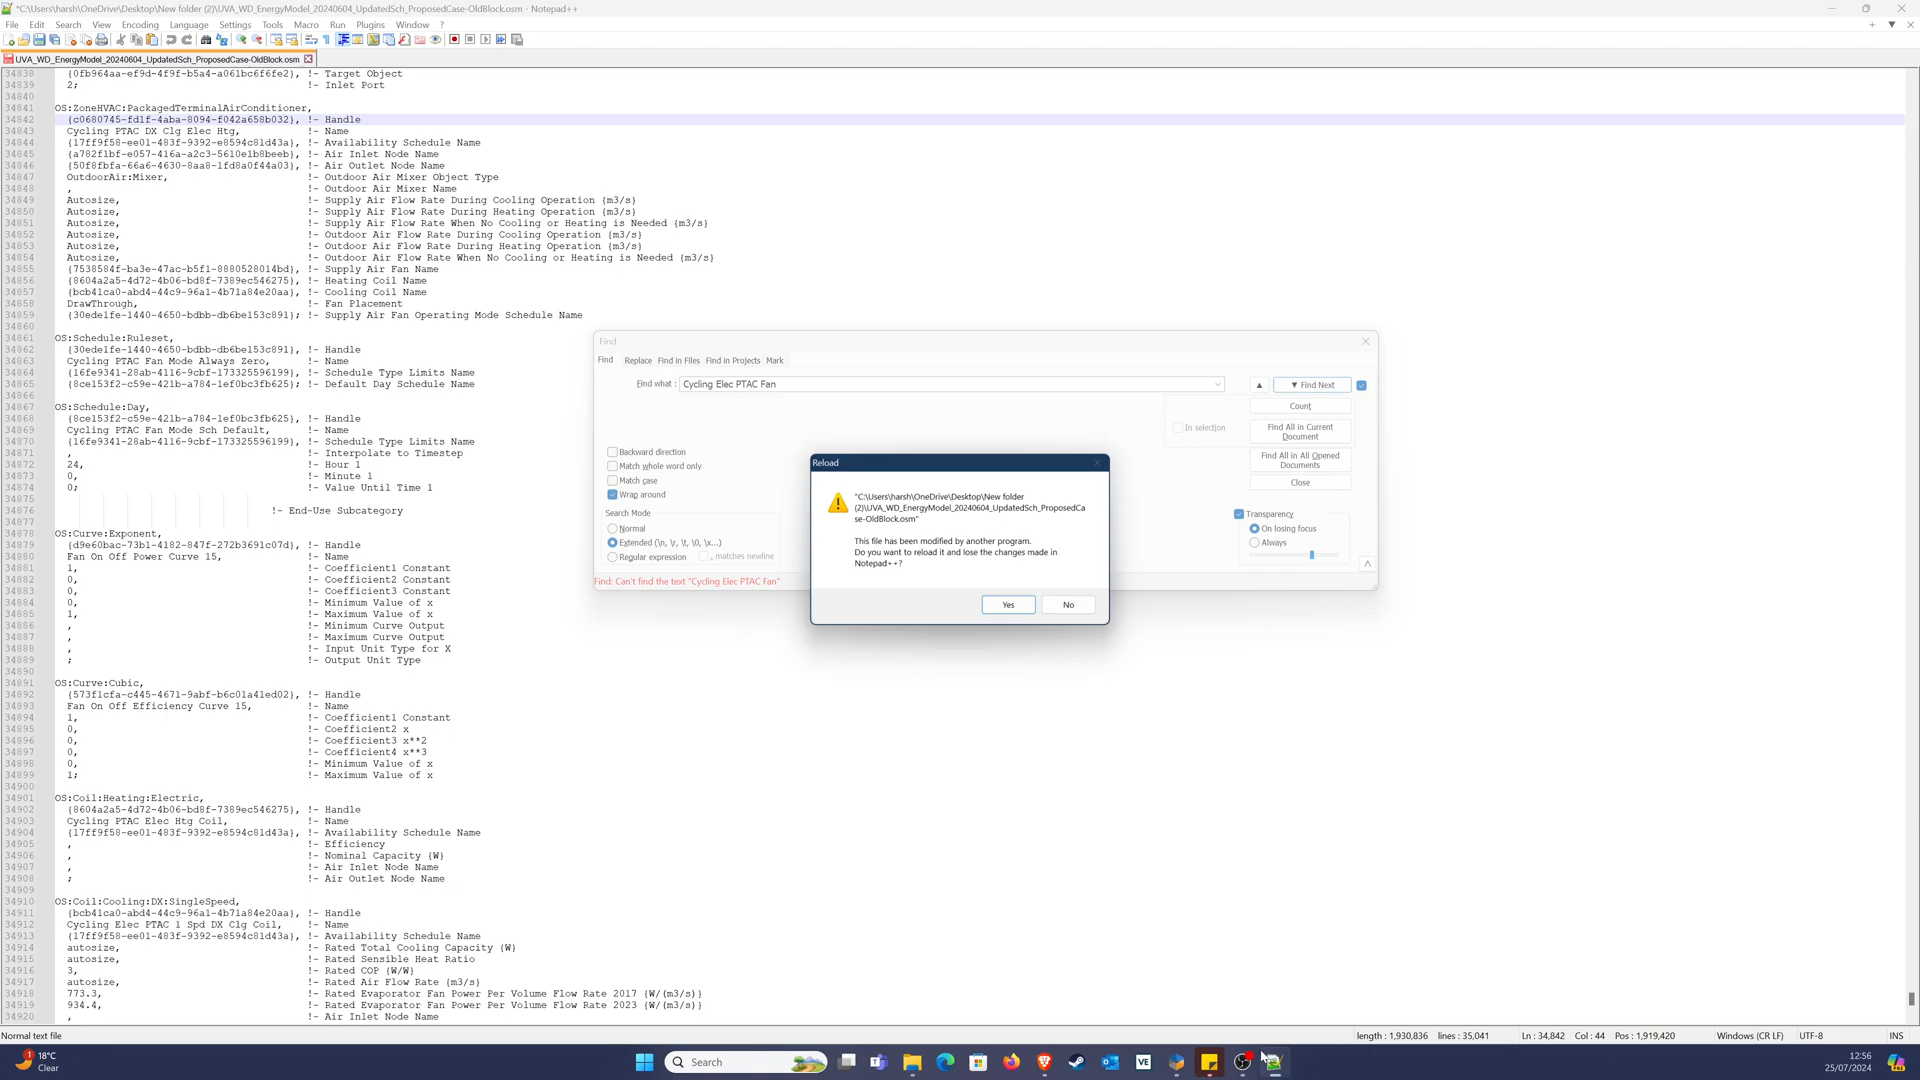 *C:\Users\harsh\OneDrive\Desktop\New folder (2)\UVA_WD_EnergyModel_20240604_UpdatedSch_ProposedCase-OldBlock.osm - Notepad++
File Edit Search View Encoding Language Settings Tools Macro Run Plugins Window ?
UVA_WD_EnergyModel_20240604_UpdatedSch_ProposedCase-OldBlock.osm
34838 {0fb964aa-ef9d-4f9f-b5a4-a061bc6f6fe2}, !- Target Object
34839 2; !- Inlet Port
34840
34841 OS:ZoneHVAC:PackagedTerminalAirConditioner,
34842 {c0680745-fd1f-4aba-8094-f042a658b032}, !- Handle
34843 Cycling PTAC DX Clg Elec Htg, !- Name
34844 {17ff9f58-ee01-483f-9392-e8594c81d43a}, !- Availability Schedule Name
34845 {a782f1bf-e057-416a-a2c3-5610e1b8beeb}, !- Air Inlet Node Name
34846 {50f8fbfa-66a6-4630-8aa8-1fd8a0f44a03}, !- Air Outlet Node Name
34847 OutdoorAir:Mixer, !- Outdoor Air Mixer Object Type
34848 , !- Outdoor Air Mixer Name
34849 Autosize, !- Supply Air Flow Rate During Cooling Operation {m3/s}
34850 Autosize, !- Supply Air Flow Rate During Heating Operation {m3/s}
34851 Autosize, !- Supply Air Flow Rate When No Cooling or Heating is Needed {m3/s}
34852 Autosize, !- Outdoor Air Flow Rate During Cooling Operation {m3/s}
34853 Autosize, !- Outdoor Air Flow Rate During Heating Operation {m3/s}
34854 Autosize, !- Outdoor Air Flow Rate When No Cooling or Heating is Needed {m3/s}
34855 {7538584f-ba3e-47ac-b5f1-8880528014bd}, !- Supply Air Fan Name
34856 {8604a2a5-4d72-4b06-bd8f-7389ec546275}, !- Heating Coil Name
34857 {bcb41ca0-abd4-44c9-96a1-4b71a84e20aa}, !- Cooling Coil Name
34858 DrawThrough, !- Fan Placement
34859 {30ede1fe-1440-4650-bdbb-db6be153c891}; !- Supply Air Fan Operating Mode Schedule Name
34860
34861 OS:Schedule:Ruleset,
34862 {30ede1fe-1440-4650-bdbb-db6be153c891}, !- Handle
34863 Cycling PTAC Fan Mode Always Zero, !- Name
34864 {16fe9341-28ab-4116-9cbf-173325596199}, !- Schedule Type Limits Name
34865 {8ce153f2-c59e-421b-a784-1ef0bc3fb625}; !- Default Day Schedule Name
34866
34867 OS:Schedule:Day,
34868 {8ce153f2-c59e-421b-a784-1ef0bc3fb625}, !- Handle
34869 Cycling PTAC Fan Mode Sch Default, !- Name
34870 {16fe9341-28ab-4116-9cbf-173325596199}, !- Schedule Type Limits Name
34871 , !- Interpolate to Timestep
34872 24, !- Hour 1
34873 0, !- Minute 1
34874 0; !- Value Until Time 1
34875
34876 !- End-Use Subcategory
34877
34878 OS:Curve:Exponent,
34879 {d9e60bac-73b1-4182-847f-272b3691c07d}, !- Handle
34880 Fan On Off Power Curve 15, !- Name
34881 1, !- Coefficient1 Constant
34882 0, !- Coefficient2 Constant
34883 0, !- Coefficient3 Constant
34884 0, !- Minimum Value of x
34885 1, !- Maximum Value of x
34886 , !- Minimum Curve Output
34887 , !- Maximum Curve Output
34888 , !- Input Unit Type for X
34889 ; !- Output Unit Type
34890
34891 OS:Curve:Cubic,
34892 {573f1cfa-c445-4671-9abf-b6c01a41ed02}, !- Handle
34893 Fan On Off Efficiency Curve 15, !- Name
34894 1, !- Coefficient1 Constant
34895 0, !- Coefficient2 x
34896 0, !- Coefficient3 x**2
34897 0, !- Coefficient4 x**3
34898 0, !- Minimum Value of x
34899 1; !- Maximum Value of x
34900
34901 OS:Coil:Heating:Electric,
34902 {8604a2a5-4d72-4b06-bd8f-7389ec546275}, !- Handle
34903 Cycling PTAC Elec Htg Coil, !- Name
34904 {17ff9f58-ee01-483f-9392-e8594c81d43a}, !- Availability Schedule Name
34905 , !- Efficiency
34906 , !- Nominal Capacity {W}
34907 , !- Air Inlet Node Name
34908 ; !- Air Outlet Node Name
34909
34910 OS:Coil:Cooling:DX:SingleSpeed,
34911 {bcb41ca0-abd4-44c9-96a1-4b71a84e20aa}, !- Handle
34912 Cycling Elec PTAC 1 Spd DX Clg Coil, !- Name
34913 {17ff9f58-ee01-483f-9392-e8594c81d43a}, !- Availability Schedule Name
34914 autosize, !- Rated Total Cooling Capacity {W}
34915 autosize, !- Rated Sensible Heat Ratio
34916 3, !- Rated COP {W/W}
34917 autosize, !- Rated Air Flow Rate {m3/s}
34918 773.3, !- Rated Evaporator Fan Power Per Volume Flow Rate 2017 {W/(m3/s)}
34919 934.4, !- Rated Evaporator Fan Power Per Volume Flow Rate 2023 {W/(m3/s)}
34920 , !- Air Inlet Node Name
Find
Find Replace Find in Files Find in Projects Mark
Find what : Cycling Elec PTAC Fan
▲ ▼ Find Next
Count
In selection
Find All in Current Document
Find All in All Opened Documents
Close
Backward direction
Match whole word only
Match case
Wrap around
Search Mode
Normal
Extended (\n, \r, \t, \0, \x...)
Regular expression . matches newline
Transparency
On losing focus
Always
Find: Can't find the text "Cycling Elec PTAC Fan"
Reload
"C:\Users\harsh\OneDrive\Desktop\New folder
(2)\UVA_WD_EnergyModel_20240604_UpdatedSch_ProposedCa
se-OldBlock.osm"
This file has been modified by another program.
Do you want to reload it and lose the changes made in
Notepad++?
Yes No
Normal text file length : 1,930,836 lines : 35,041 Ln : 34,842 Col : 44 Pos : 1,919,420 Windows (CR LF) UTF-8 INS
1 18°C
Clear
Search
VE
12:56
25/07/2024
PRE